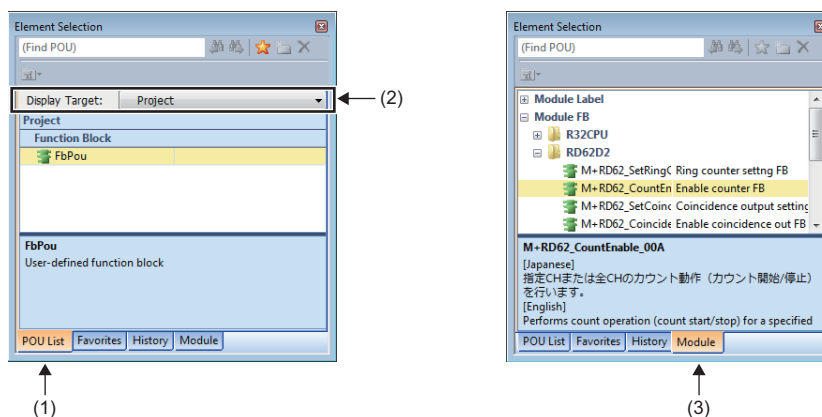 Element Selection
(Find POU)
Display Target: Project
(2)
Project
Function Block
FbPou
FbPou
User-defined function block
POU List Favorites History Module
(1)
Element Selection
(Find POU)
Module Label
Module FB
R32CPU
RD62D2
M+RD62_SetRingC Ring counter settng FB
M+RD62_CountEn Enable counter FB
M+RD62_SetCoinc Coincidence output setting
M+RD62_Coincide Enable coincidence out FB
M+RD62_CountEnable_00A
[Japanese]
指定CHまたは全CHのカウント動作（カウント開始/停止）
を行います。
[English]
Performs count operation (count start/stop) for a specified
POU List Favorites History Module
(3)